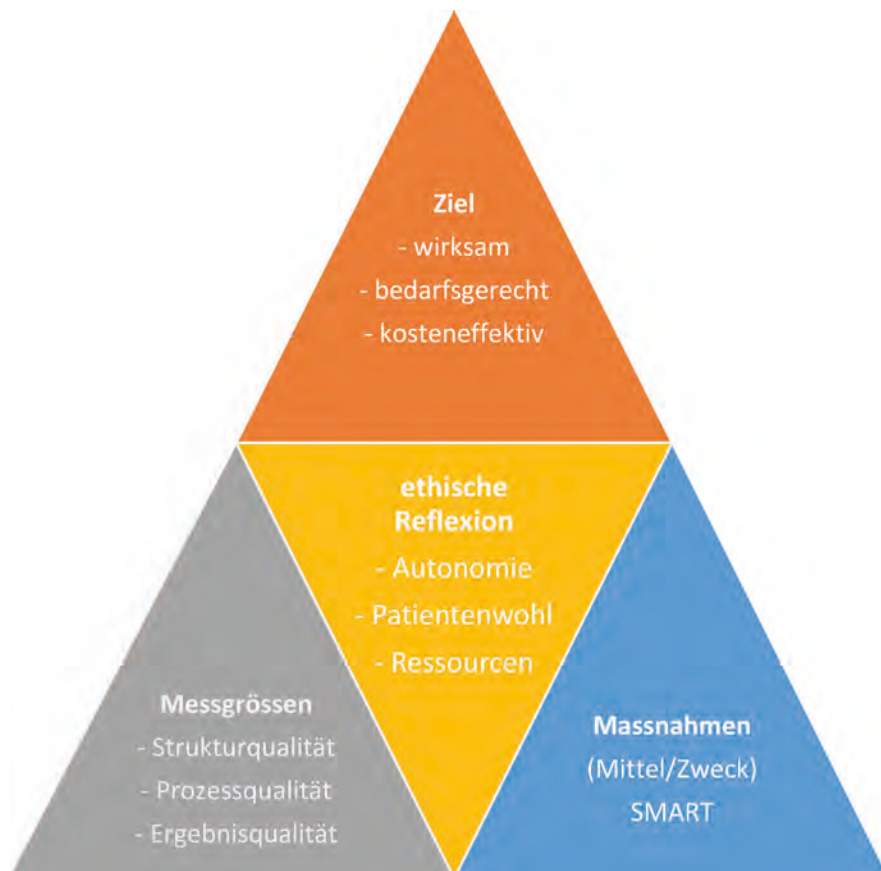 Ziel
- wirksam
- bedarfsgerecht
- kosteneffektiv
ethische
Reflexion
- Autonomie
- Patientenwohl
- Ressourcen
Messgrössen
- Strukturqualität
- Prozessqualität
- Ergebnisqualität
Massnahmen
(Mittel/Zweck)
SMART